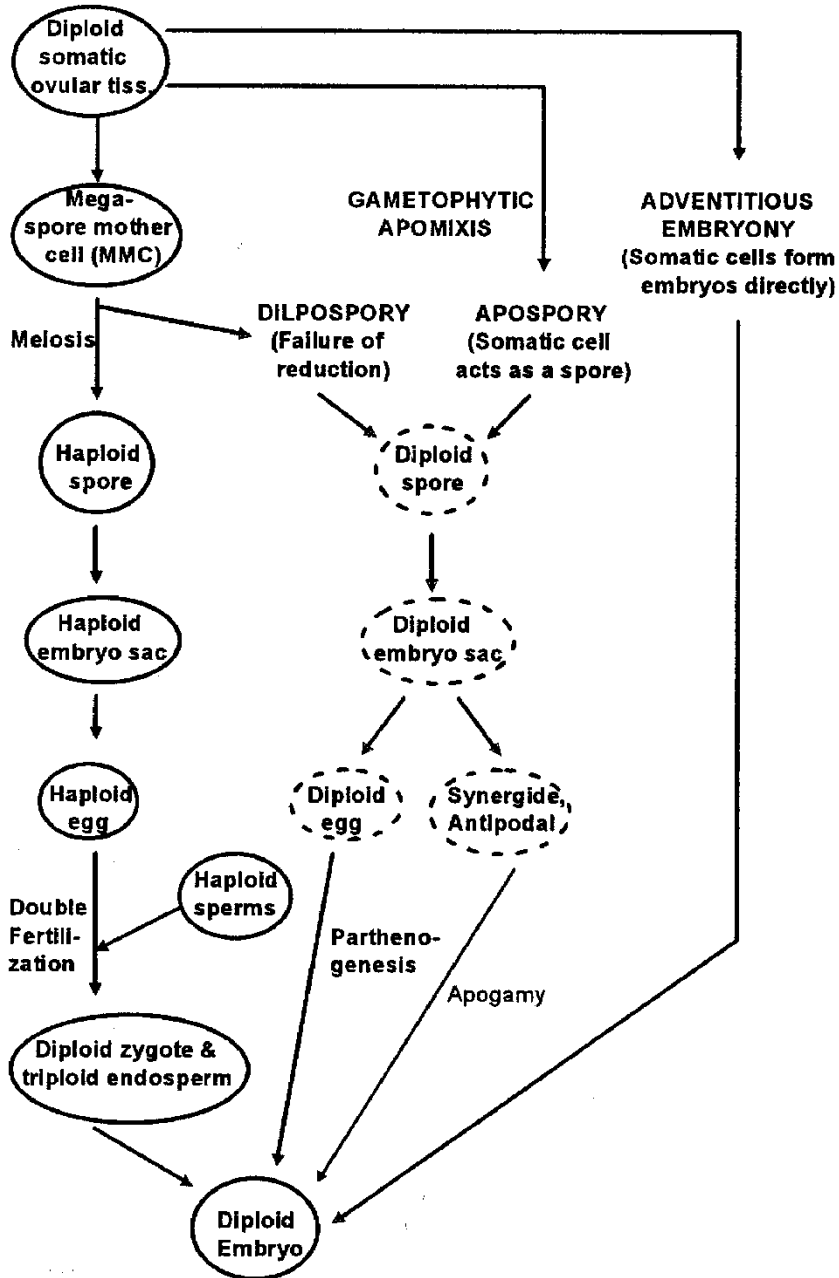 Diploid
somatic
ovular tiss.
Mega-
spore mother
cell (MMC)
GAMETOPHYTIC
APOMIXIS
ADVENTITIOUS
EMBRYONY
(Somatic cells form
embryos directly)
Meiosis
DILPOSPORY
(Failure of
reduction)
APOSPORY
(Somatic cell
acts as a spore)
Haploid
spore
Diploid
spore
Haploid
embryo sac
Diploid
embryo sac
Haploid
egg
Diploid
egg
Synergide,
Antipodal
Haploid
sperms
Double
Fertili-
zation
Partheno-
genesis
Apogamy
Diploid zygote &
triploid endosperm
Diploid
Embryo